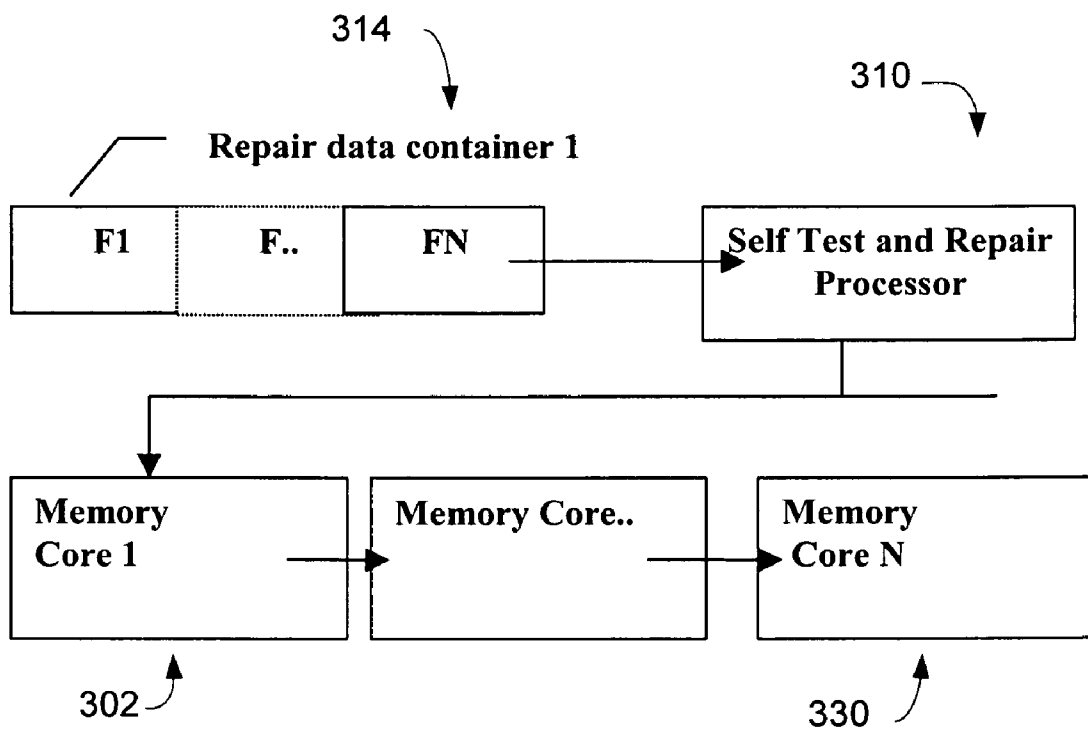 314
310
Repair data container 1
F1
F..
FN
Self Test and Repair
Processor
Memory
Core 1
Memory Core..
Memory
Core N
302
330